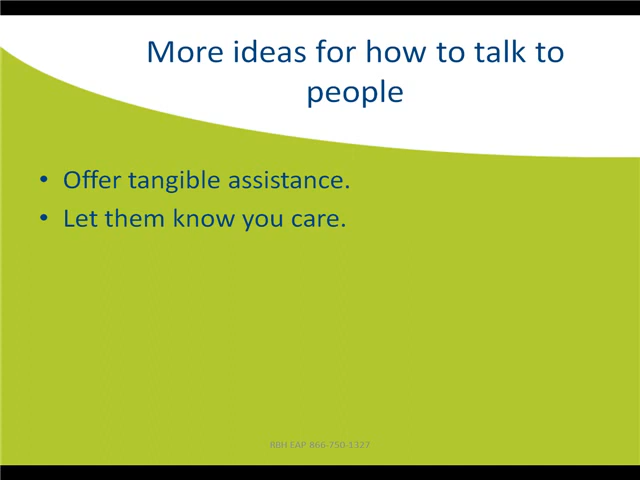 More ideas for how to talk to
people
• Offer tangible assistance.
• Let them know you care.
RBH EAP 866-750-1327